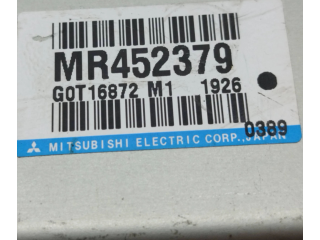 MR452379
G0T16872 M1 1926
0389
MITSUBISHI ELECTRIC CORP.,JAPAN